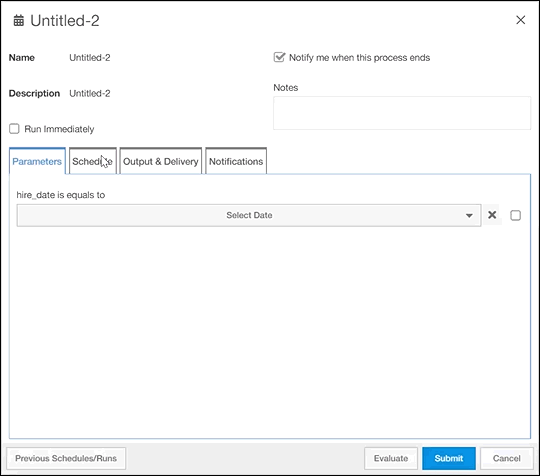 Untitled-2
Name Untitled-2
Notify me when this process ends
Description Untitled-2
Notes
Run Immediately
Parameters Schedule Output & Delivery Notifications
hire_date is equals to
Select Date
Previous Schedules/Runs Evaluate Submit Cancel